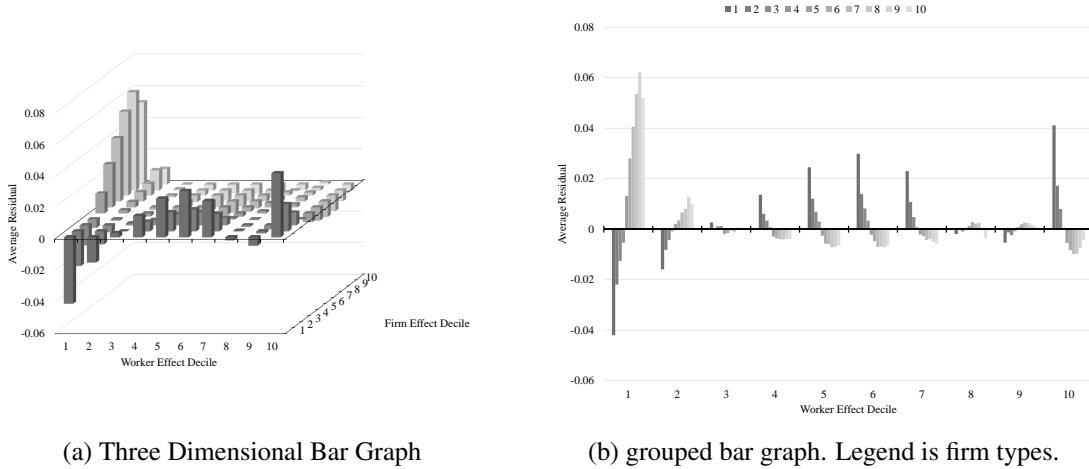 0.08
0.06
0.04
0.02
0
-0.02
-0.04
-0.06
Average Residual
1 2 3 4 5 6 7 8 9 10
Worker Effect Decile
1 2 3 4 5 6 7 8 9 10
Firm Effect Decile
(a) Three Dimensional Bar Graph
1 2 3 4 5 6 7 8 9 10
0.08
0.06
0.04
0.02
0
-0.02
-0.04
-0.06
Average Residual
1 2 3 4 5 6 7 8 9 10
Worker Effect Decile
(b) grouped bar graph. Legend is firm types.